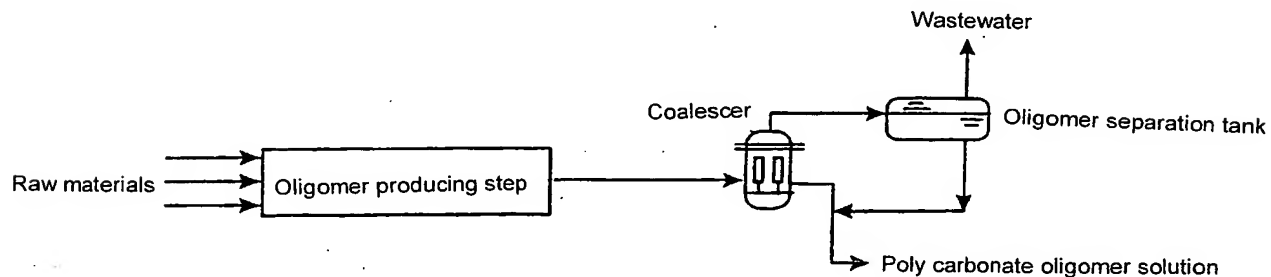 Wastewater
Coalescer
Oligomer separation tank
Raw materials
Oligomer producing step
Poly carbonate oligomer solution